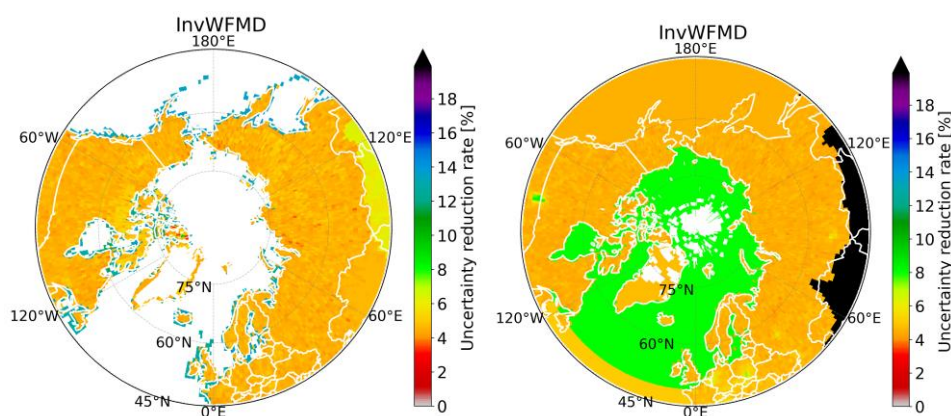 InvWFMD
180°E
60°W
120°E
75°N
120°W
60°E
60°N
45°N
0°E
18
16
14
12
10
8
6
4
2
0
Uncertainty reduction rate [%]
InvWFMD
180°E
60°W
120°E
75°N
120°W
60°E
60°N
45°N
0°E
18
16
14
12
10
8
6
4
2
0
Uncertainty reduction rate [%]